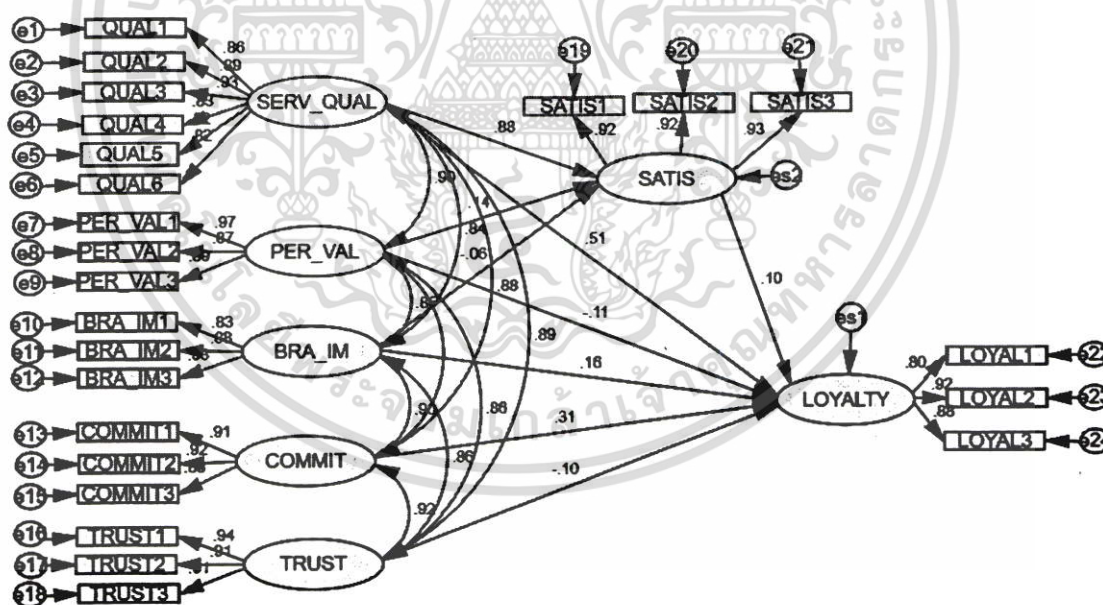 e1 QUAL1
e2 QUAL2
e3 QUAL3
e4 QUAL4
e5 QUAL5
e6 QUAL6
.86
.89
.93
.83
.82
SERV_QUAL
e7 PER_VAL1
e8 PER_VAL2
e9 PER_VAL3
.97
.87
PER_VAL
e10 BRA_IM1
e11 BRA_IM2
e12 BRA_IM3
.83
.88
BRA_IM
e13 COMMIT1
e14 COMMIT2
e15 COMMIT3
.91
.92
COMMIT
e16 TRUST1
e17 TRUST2
e18 TRUST3
.94
.91
.91
TRUST
e19 e20 e21
SATIS1 SATIS2 SATIS3
.92 .92 .93
SATIS
es2
.88
.90
.14
.84
-.06
.51
.10
.88
.89
-.11
.16
.86
.31
.86
-.10
.92
es1
LOYALTY
.80
.92
.88
LOYAL1
LOYAL2
LOYAL3